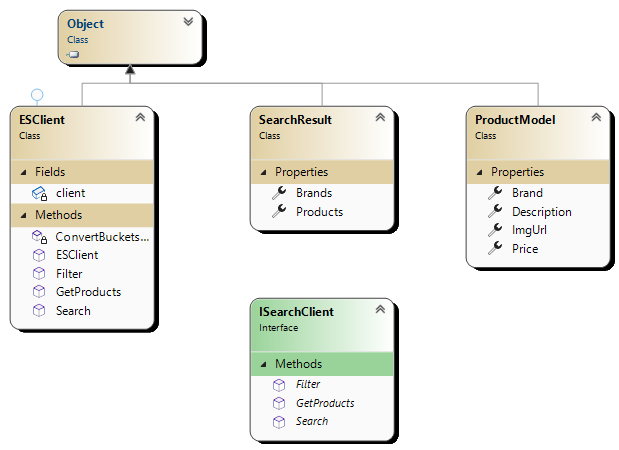 Object
Class
ESClient
Class
Fields
client
Methods
ConvertBuckets...
ESClient
Filter
GetProducts
Search
SearchResult
Class
Properties
Brands
Products
ProductModel
Class
Properties
Brand
Description
ImgUrl
Price
ISearchClient
Interface
Methods
Filter
GetProducts
Search